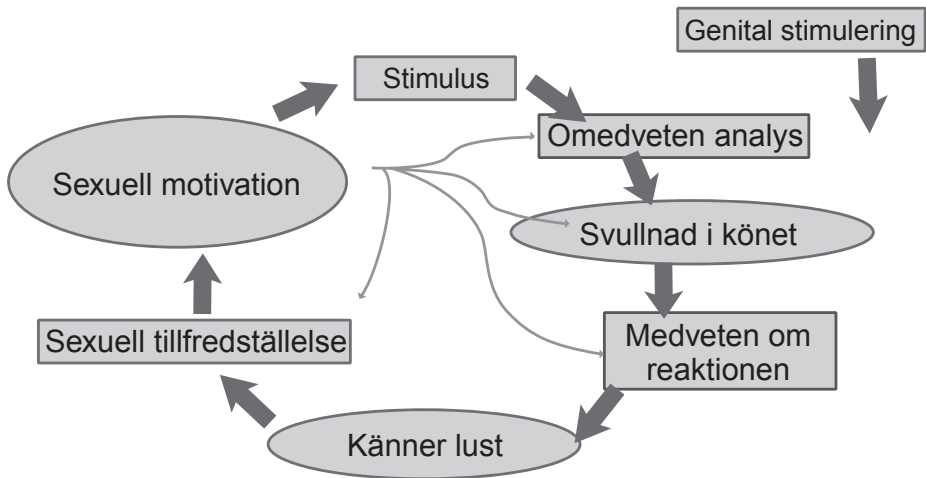 Genital stimulering
Stimulus
Omedveten analys
Sexuell motivation
Svullnad i könet
Sexuell tillfredställelse
Medveten om
reaktionen
Känner lust